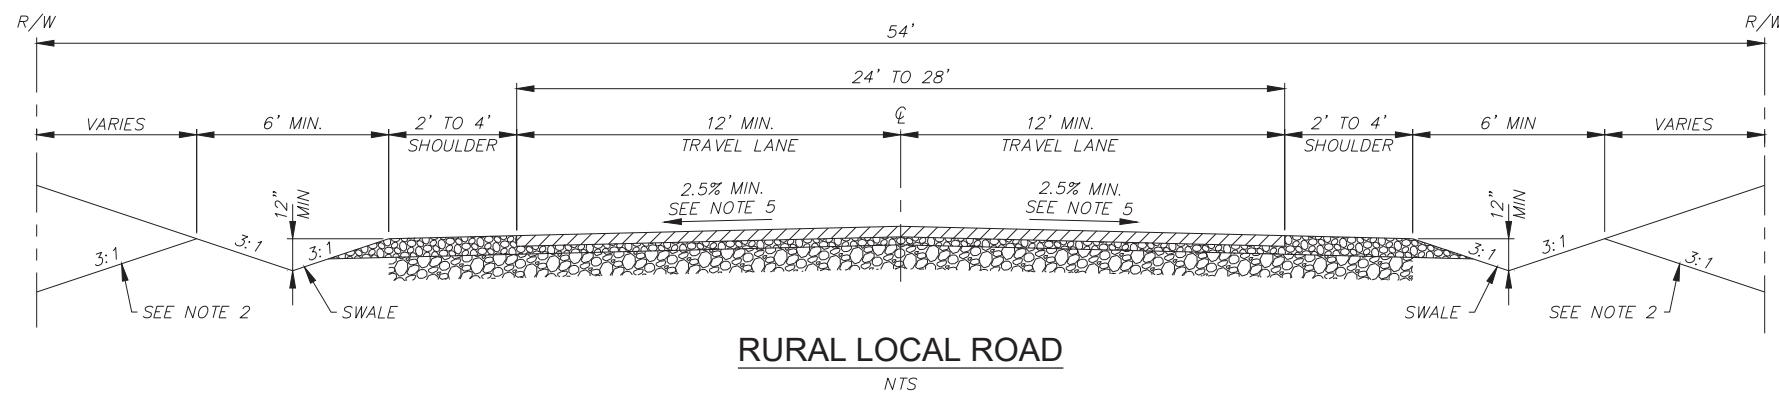 R/W
R/W
54'
24' TO 28'
VARIES
6' MIN.
2' TO 4'
SHOULDER
12' MIN.
TRAVEL LANE
℄
12' MIN.
TRAVEL LANE
2' TO 4'
SHOULDER
6' MIN
VARIES
12"
MIN
2.5% MIN.
SEE NOTE 5
2.5% MIN.
SEE NOTE 5
12"
MIN
3:1
3:1
3:1
3:1
3:1
3:1
SEE NOTE 2
SWALE
SWALE
SEE NOTE 2
RURAL LOCAL ROAD
NTS